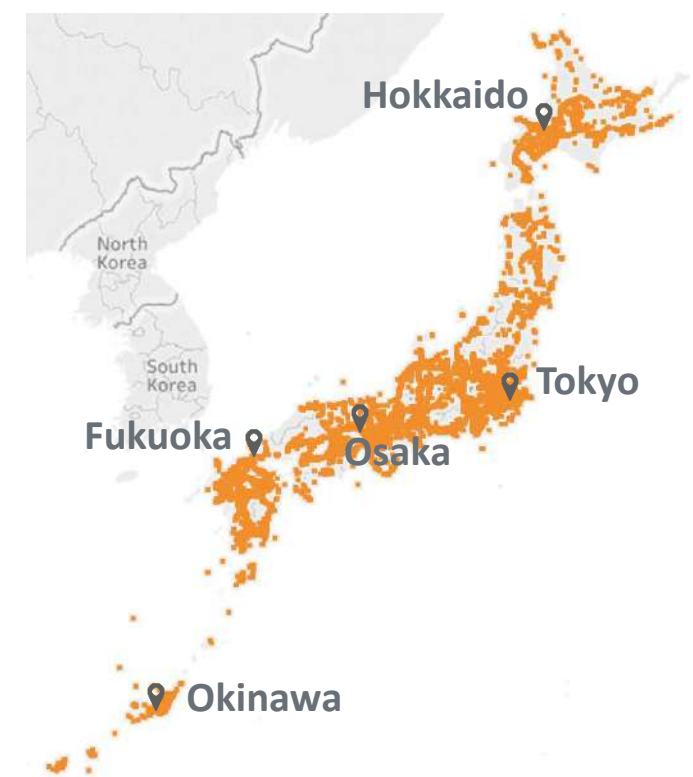 Hokkaido
North
Korea
South
Korea
Tokyo
Fukuoka
Osaka
Okinawa